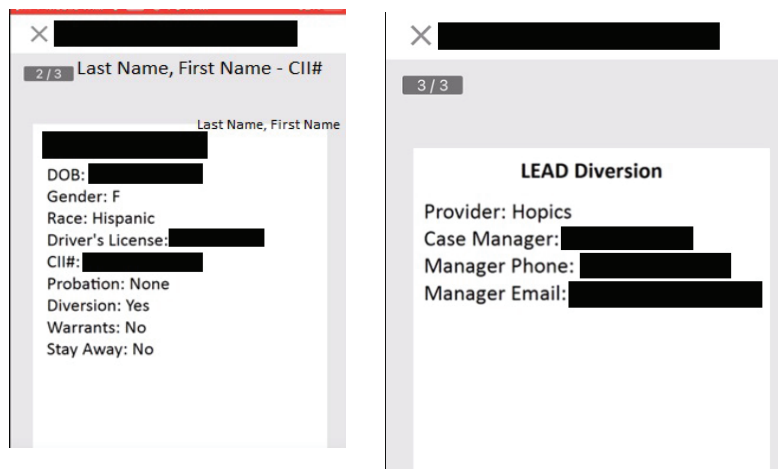 2 / 3 Last Name, First Name - CII#
Last Name, First Name
DOB:
Gender: F
Race: Hispanic
Driver's License:
CII#:
Probation: None
Diversion: Yes
Warrants: No
Stay Away: No
3 / 3
LEAD Diversion
Provider: Hopics
Case Manager:
Manager Phone:
Manager Email: